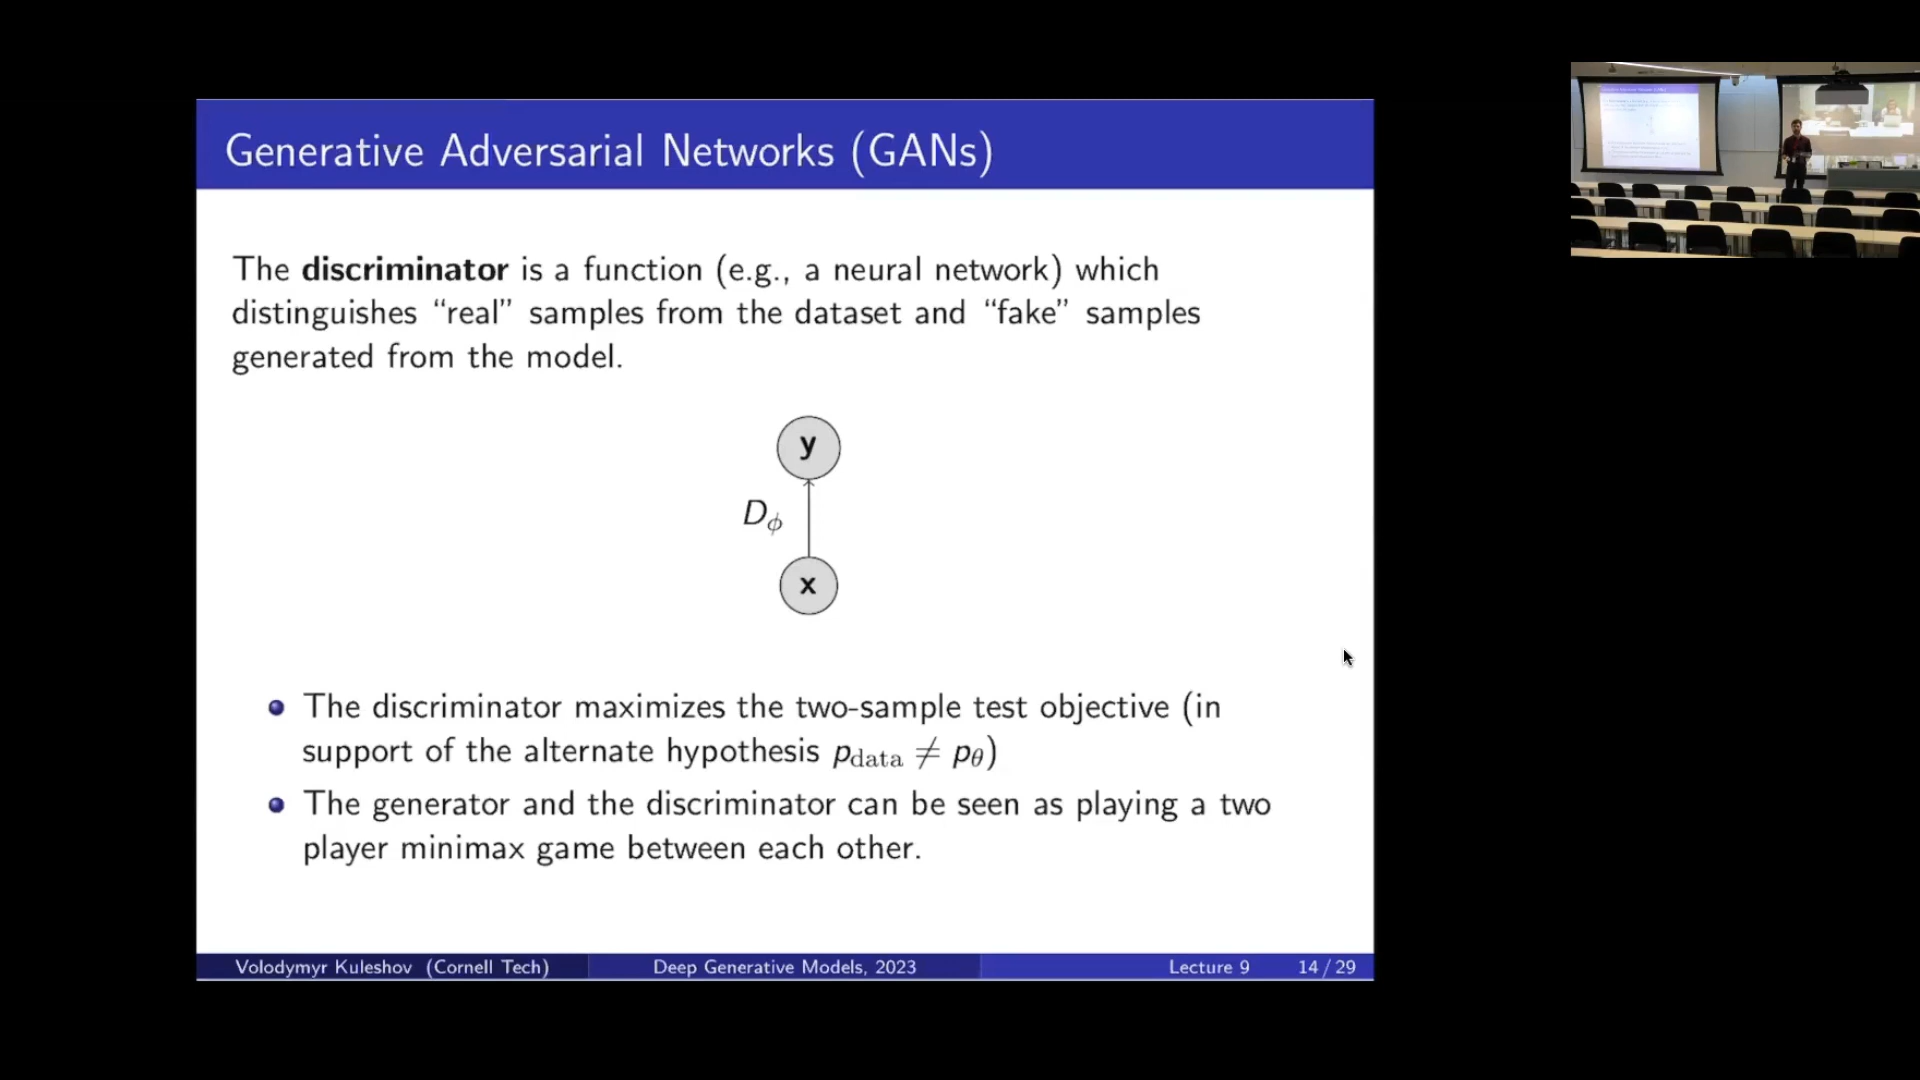 Generative Adversarial Networks (GANs)
The discriminator is a function (e.g., a neural network) which
distinguishes “real” samples from the dataset and “fake” samples
generated from the model.
y
D_ϕ
x
The discriminator maximizes the two-sample test objective (in
support of the alternate hypothesis p_data ≠ p_θ)
The generator and the discriminator can be seen as playing a two
player minimax game between each other.
Volodymyr Kuleshov (Cornell Tech) Deep Generative Models, 2023 Lecture 9 14 / 29